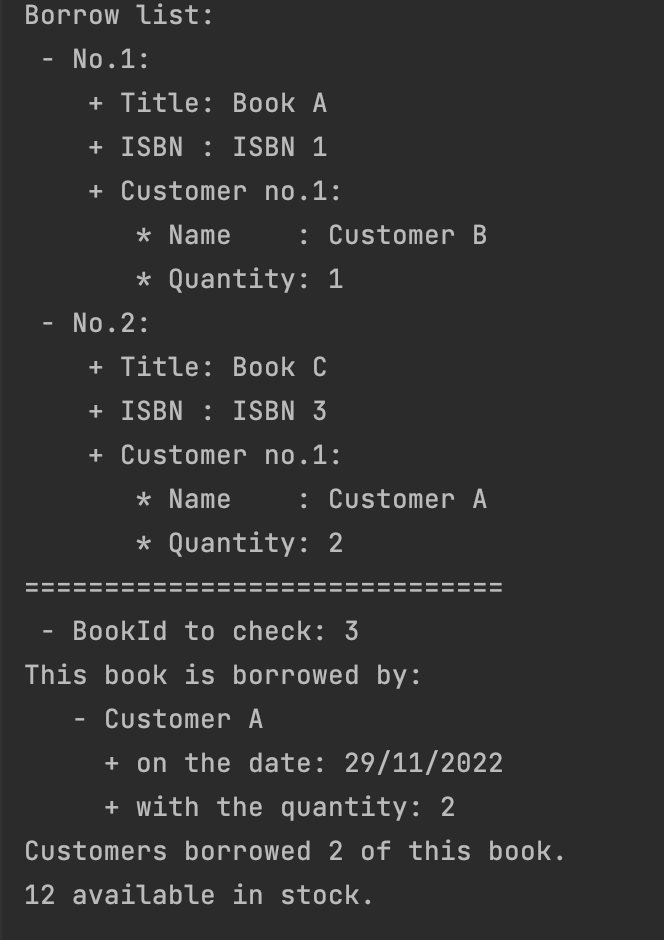 Borrow list:
 - No.1:
    + Title: Book A
    + ISBN : ISBN 1
    + Customer no.1:
       * Name    : Customer B
       * Quantity: 1
 - No.2:
    + Title: Book C
    + ISBN : ISBN 3
    + Customer no.1:
       * Name    : Customer A
       * Quantity: 2
==============================
 - BookId to check: 3
This book is borrowed by:
   - Customer A
     + on the date: 29/11/2022
     + with the quantity: 2
Customers borrowed 2 of this book.
12 available in stock.